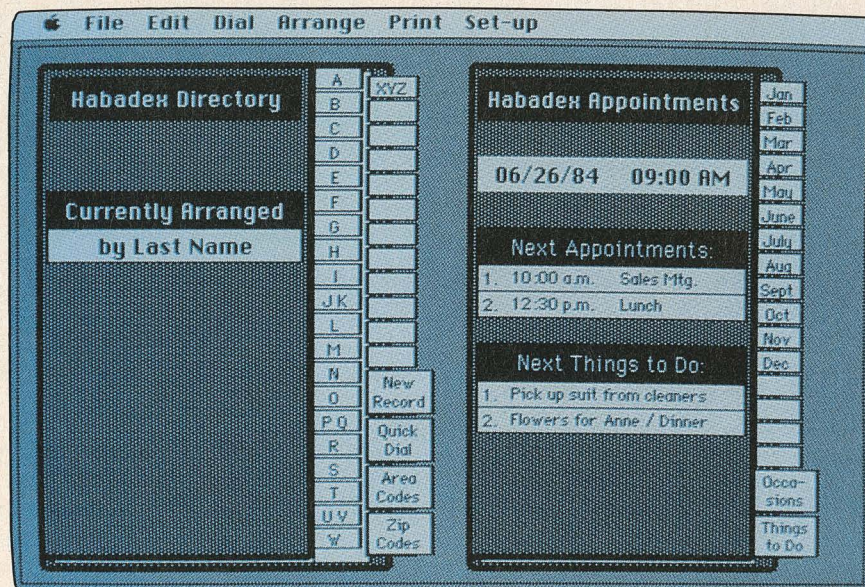 File Edit Dial Arrange Print Set-up
Habadex Directory
Currently Arranged
by Last Name
A
B
C
D
E
F
G
H
I
J K
L
M
N
O
P Q
R
S
T
U V
W
XYZ
New
Record
Quick
Dial
Area
Codes
Zip
Codes
Habadex Appointments
06/26/84 09:00 AM
Next Appointments:
1. 10:00 a.m. Sales Mtg.
2. 12:30 p.m. Lunch
Next Things to Do:
1. Pick up suit from cleaners
2. Flowers for Anne / Dinner
Jan
Feb
Mar
Apr
May
June
July
Aug
Sept
Oct
Nov
Dec
Occa-
sions
Things
to Do